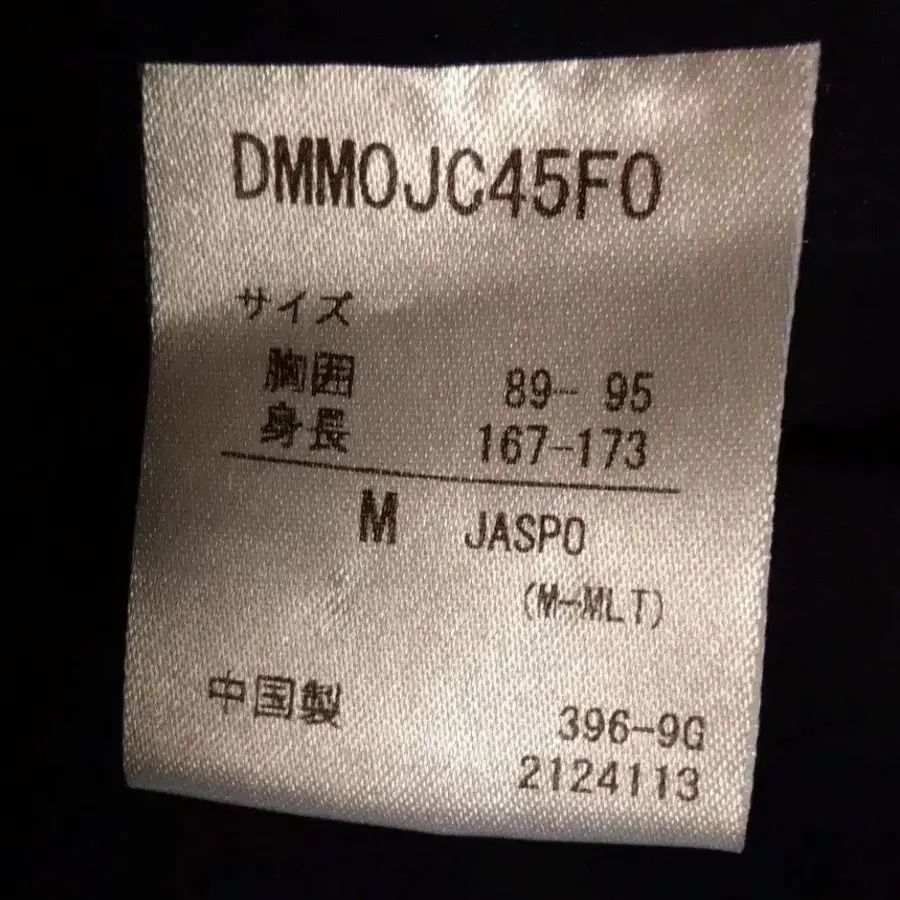 DMMOJC45F0
サイズ
胸囲 89-95
身長 167-173
M JASPO
(M-MLT)
中国製 396-9G
2124113